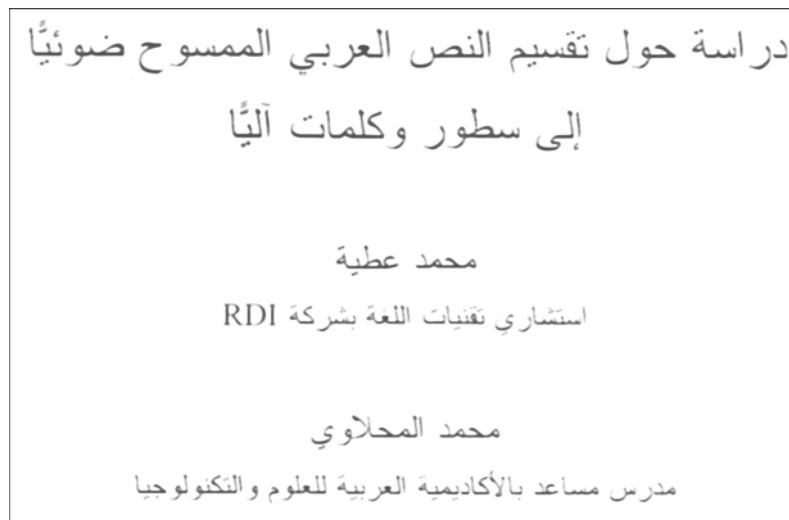 دراسة حول تقسيم النص العربي الممسوح ضوئيًّا
إلى سطور وكلمات آليًّا
محمد عطية
استشاري تقنيات اللغة بشركة RDI
محمد المحلاوي
مدرس مساعد بالأكاديمية العربية للعلوم والتكنولوجيا